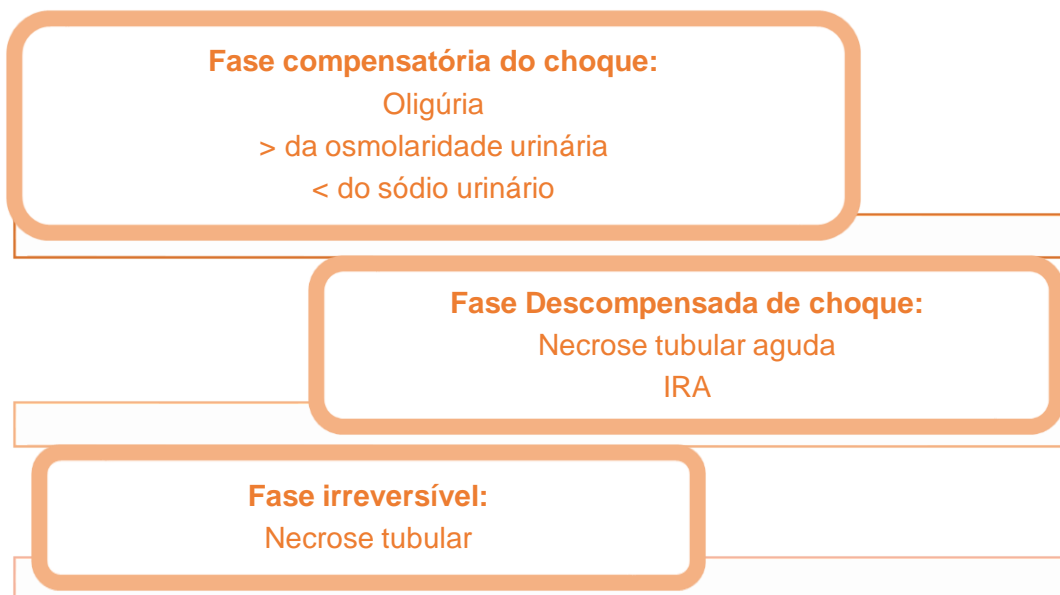 Fase compensatória do choque:
Oligúria
> da osmolaridade urinária
< do sódio urinário
Fase Descompensada de choque:
Necrose tubular aguda
IRA
Fase irreversível:
Necrose tubular